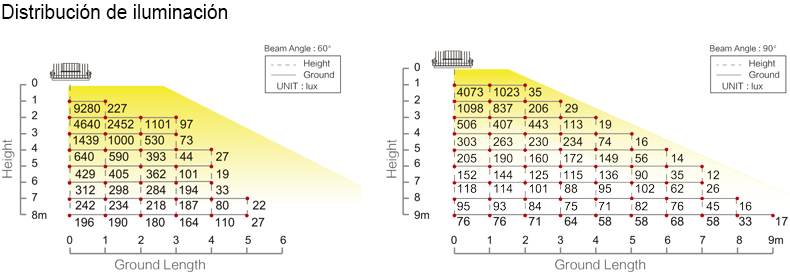 Distribución de iluminación
Beam Angle : 60°
Height
Ground
UNIT : lux
0
1
9280 227
2
4640 2452 1101 97
3
1439 1000 530 73
4
640 590 393 44 27
5
429 405 362 101 19
6
312 298 284 194 33
7
242 234 218 187 80 22
8m
196 190 180 164 110 27
0 1 2 3 4 5 6
Height
Ground Length
Beam Angle : 90°
Height
Ground
UNIT : lux
0
1
4073 1023 35
2
1098 837 206 29
3
506 407 443 113 19
4
303 263 230 234 74 16
5
205 190 160 172 149 56 14
6
152 144 125 115 136 90 35 12
7
118 114 101 88 95 102 62 26
8
95 93 84 75 71 82 76 45 16
9m
76 76 71 64 58 58 68 58 33 17
0 1 2 3 4 5 6 7 8 9m
Height
Ground Length